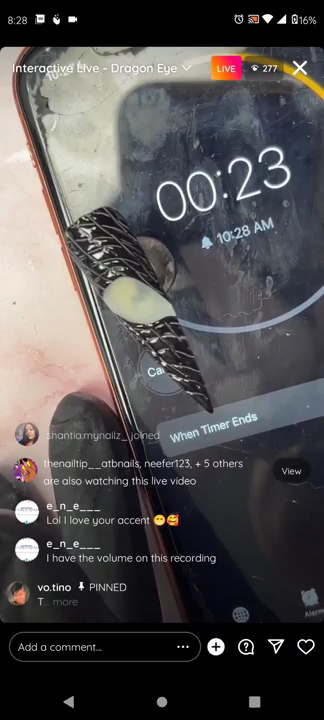 8:28
16%
Interactive Live - Dragon Eye
LIVE
277
00:23
10:28 AM
When Timer Ends
shantia.mynailz_ joined
thenailtip__atbnails, neefer123, + 5 others
are also watching this live video
View
e_n_e___
Lol I love your accent 😁🥰
e_n_e___
I have the volume on this recording
vo.tino PINNED
T... more
Add a comment...